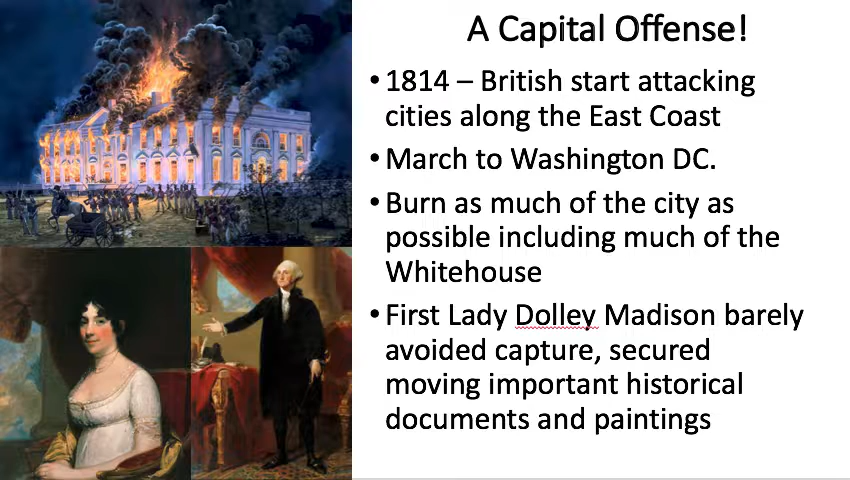 A Capital Offense!
• 1814 – British start attacking
cities along the East Coast
• March to Washington DC.
• Burn as much of the city as
possible including much of the
Whitehouse
• First Lady Dolley Madison barely
avoided capture, secured
moving important historical
documents and paintings